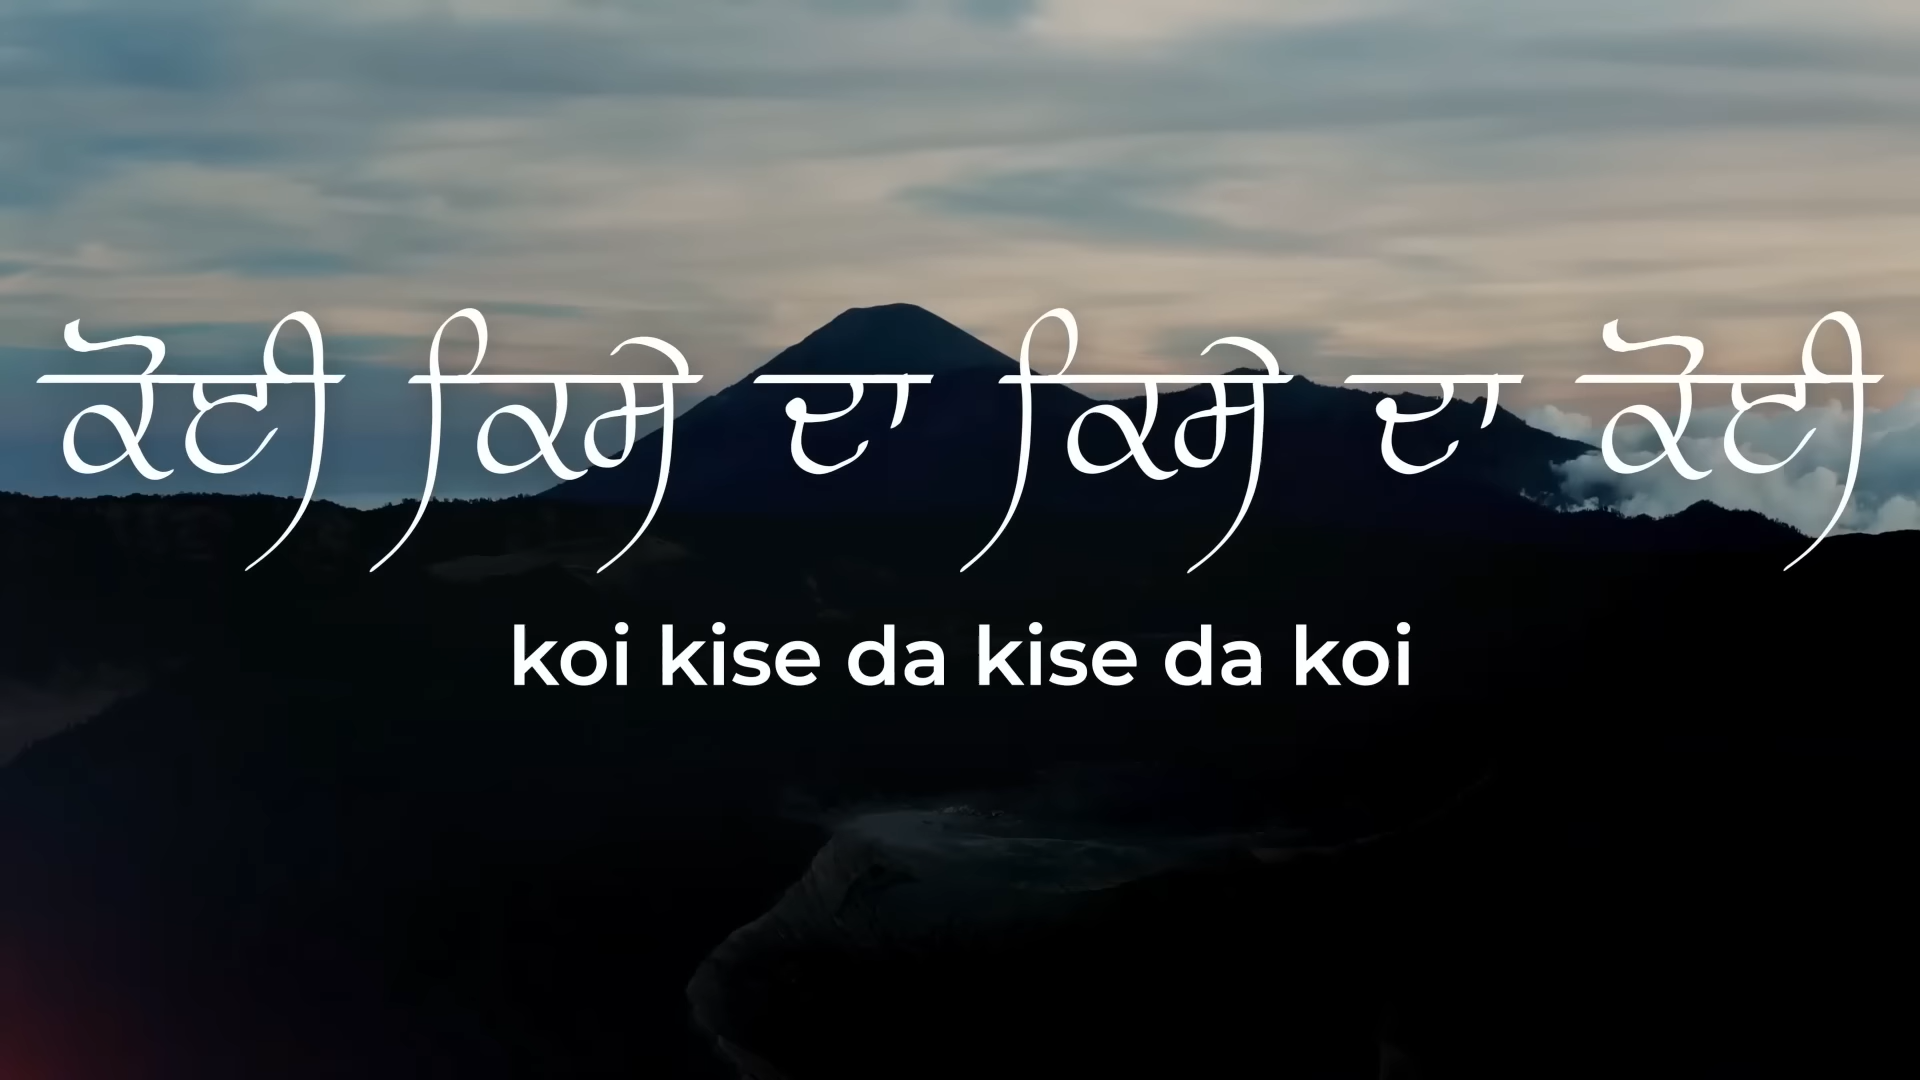 ਕੋਈ ਕਿਸੇ ਦਾ ਕਿਸੇ ਦਾ ਕੋਈ
koi kise da kise da koi